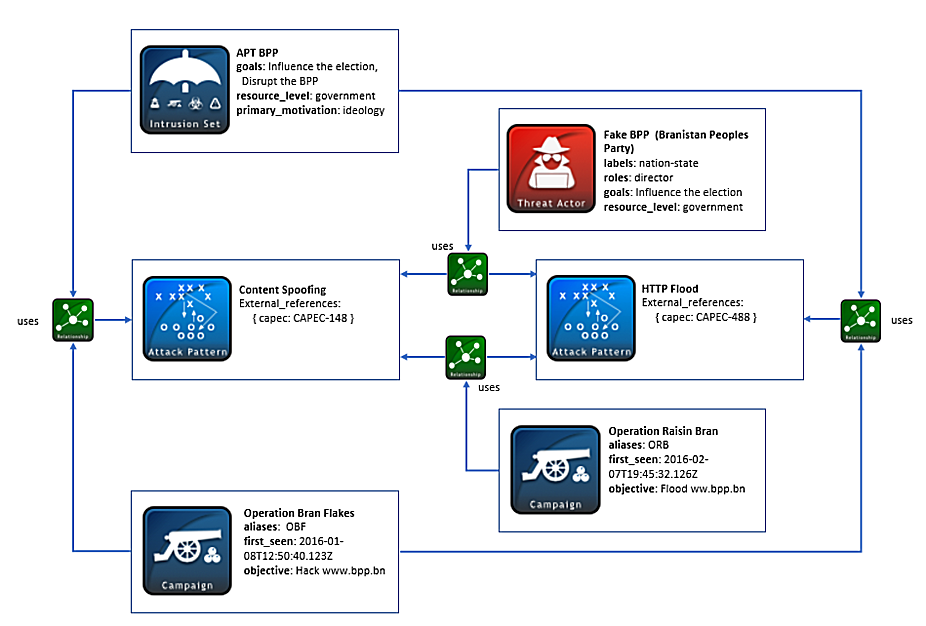 APT BPP
goals: Influence the election,
Disrupt the BPP
resource_level: government
primary_motivation: ideology
Intrusion Set
Fake BPP (Branistan Peoples
Party)
labels: nation-state
roles: director
goals: Influence the election
resource_level: government
Threat Actor
uses
Relationship
Content Spoofing
External_references:
{ capec: CAPEC-148 }
Attack Pattern
HTTP Flood
External_references:
{ capec: CAPEC-488 }
Attack Pattern
uses
Relationship
Relationship
uses
Relationship
uses
Operation Raisin Bran
aliases: ORB
first_seen: 2016-02-
07T19:45:32.126Z
objective: Flood ww.bpp.bn
Campaign
Operation Bran Flakes
aliases: OBF
first_seen: 2016-01-
08T12:50:40.123Z
objective: Hack www.bpp.bn
Campaign